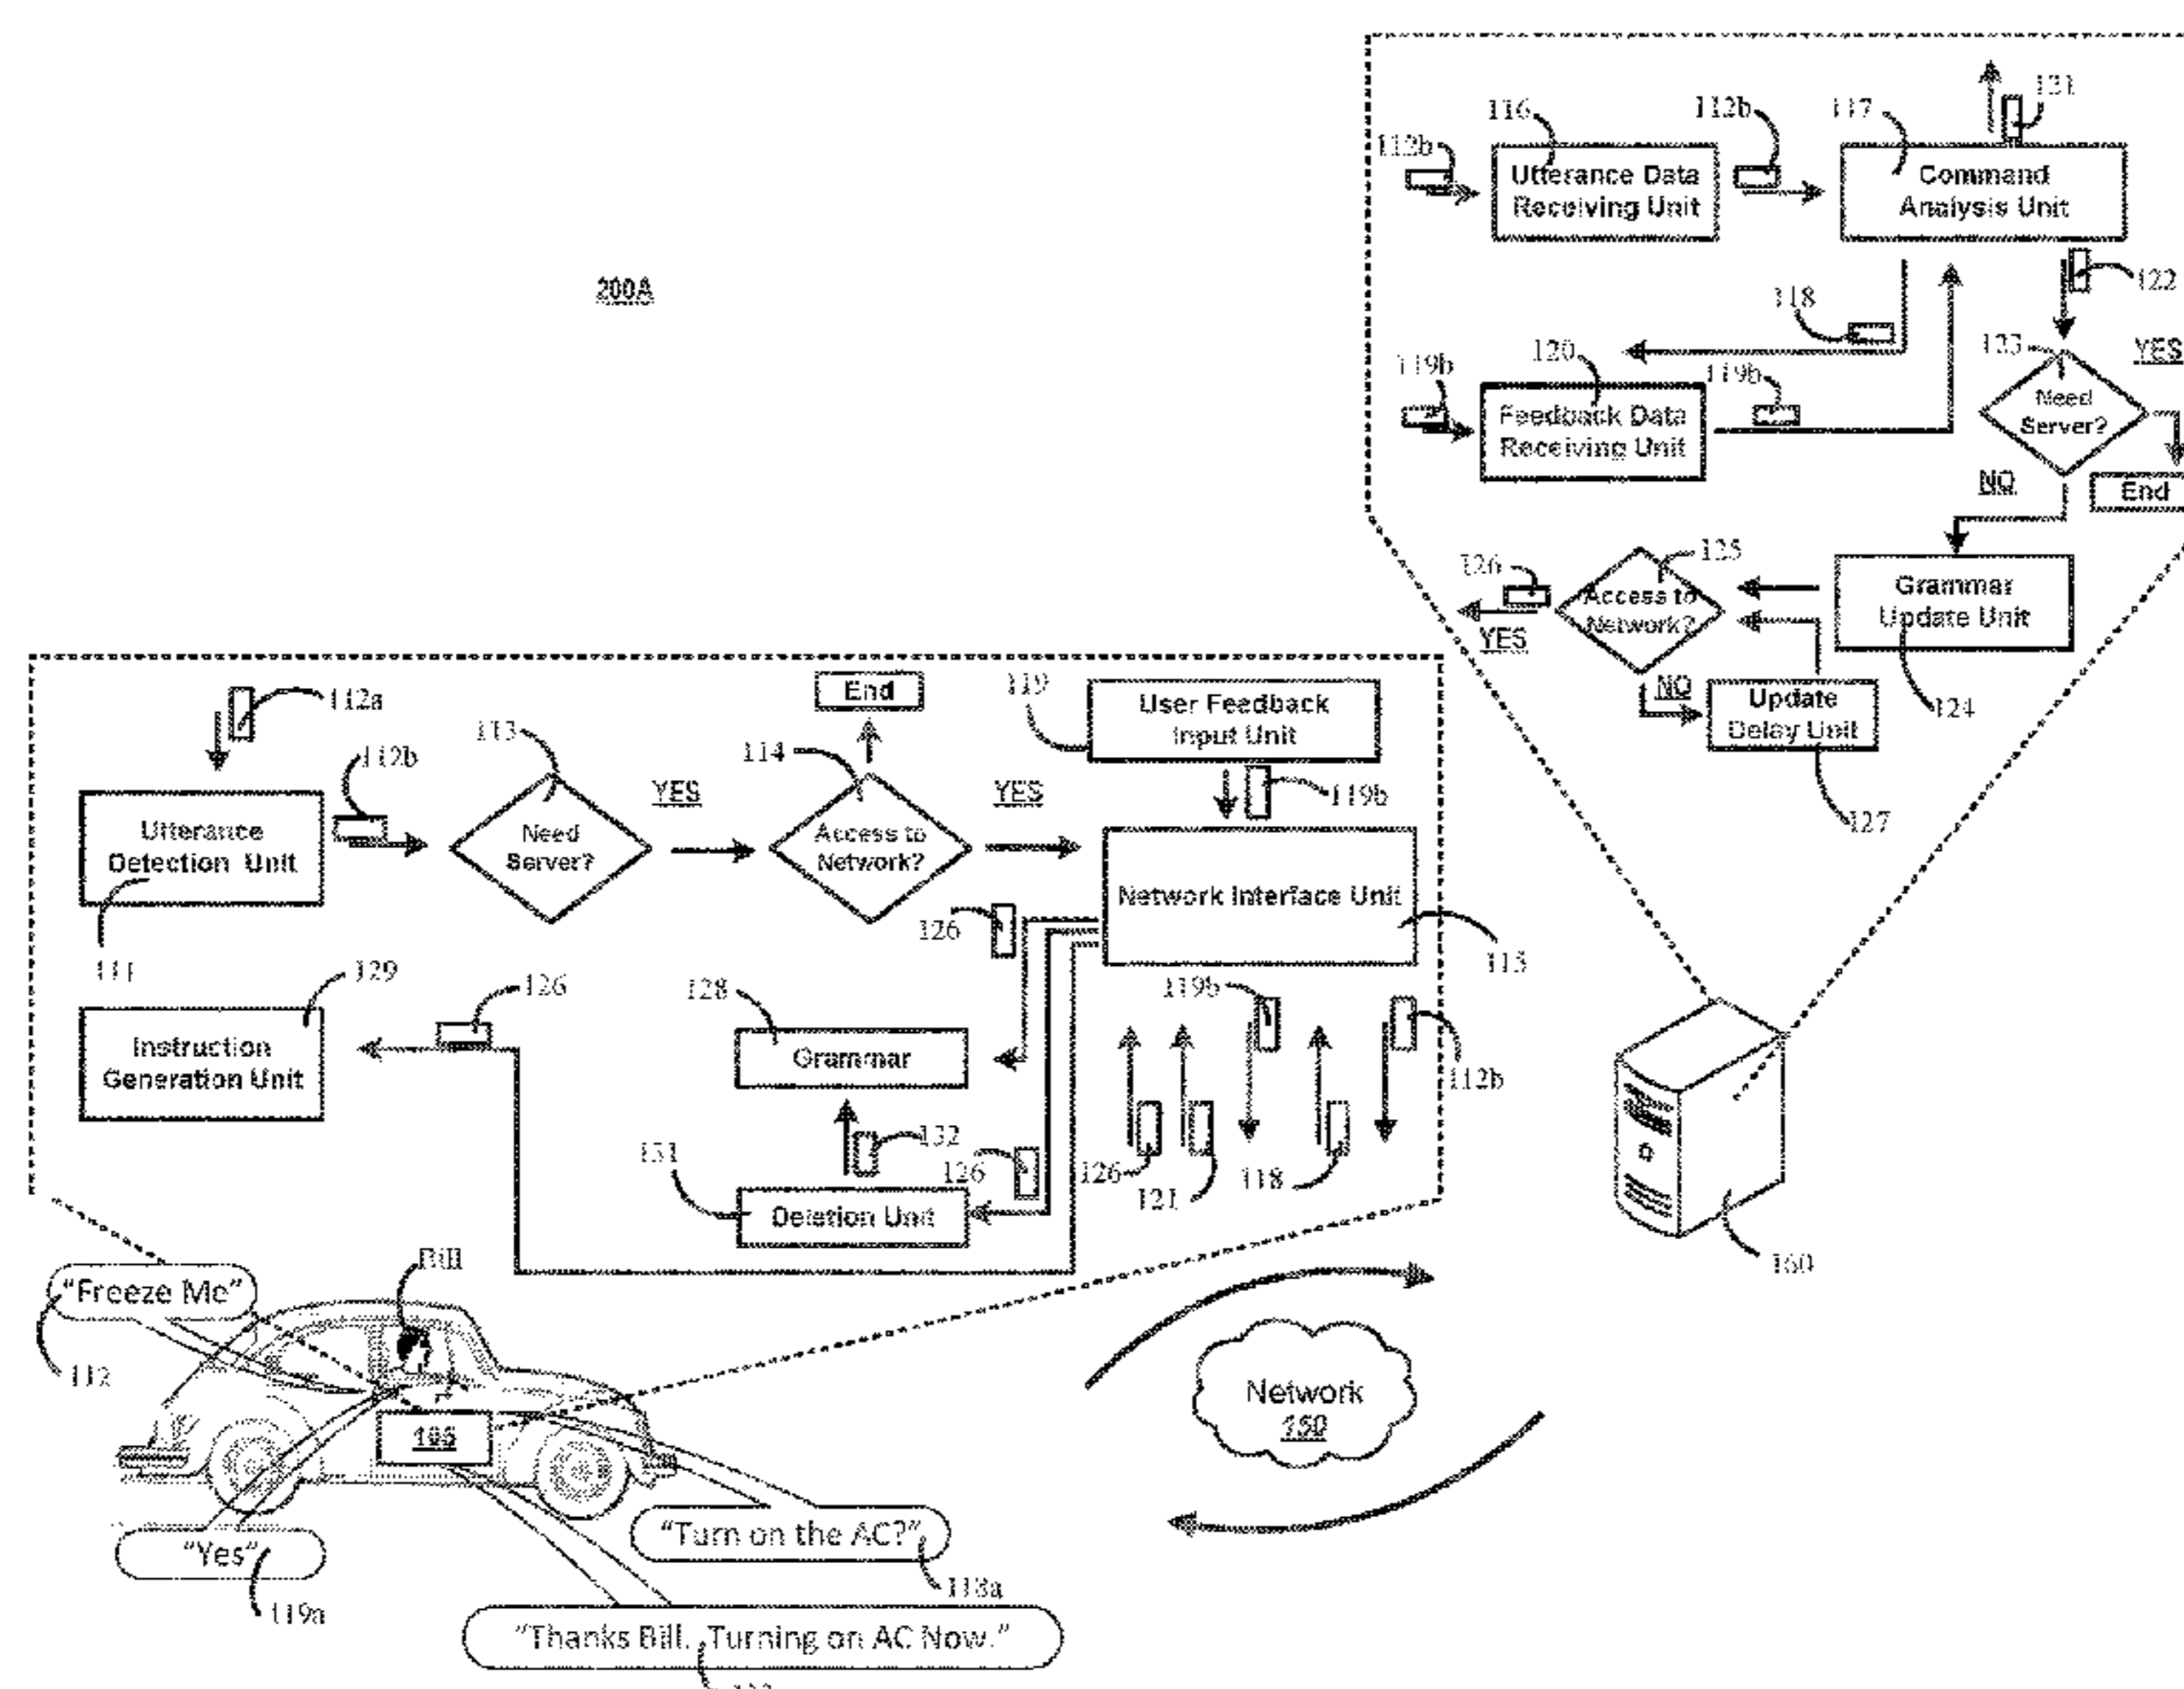 200A
121
116
112b
117
112b
Utterance Data
Receiving Unit
Command
Analysis Unit
122
118
123
YES
119b
120
119b
Need
Server?
Feedback Data
Receiving Unit
NO
End
126
125
Access to
Network?
YES
Grammar
Update Unit
NO
Update
Delay Unit
124
127
112a
End
119
User Feedback
Input Unit
113
112b
114
YES
YES
119b
Utterance
Detection Unit
Need
Server?
Access to
Network?
Network Interface Unit
126
111
129
126
128
119b
115
Instruction
Generation Unit
Grammar
112b
132
131
126
126
121
118
Deletion Unit
160
Bill
"Freeze Me"
112
Network
150
105
"Turn on the AC?"
"Yes"
118a
119a
"Thanks Bill. Turning on AC Now."